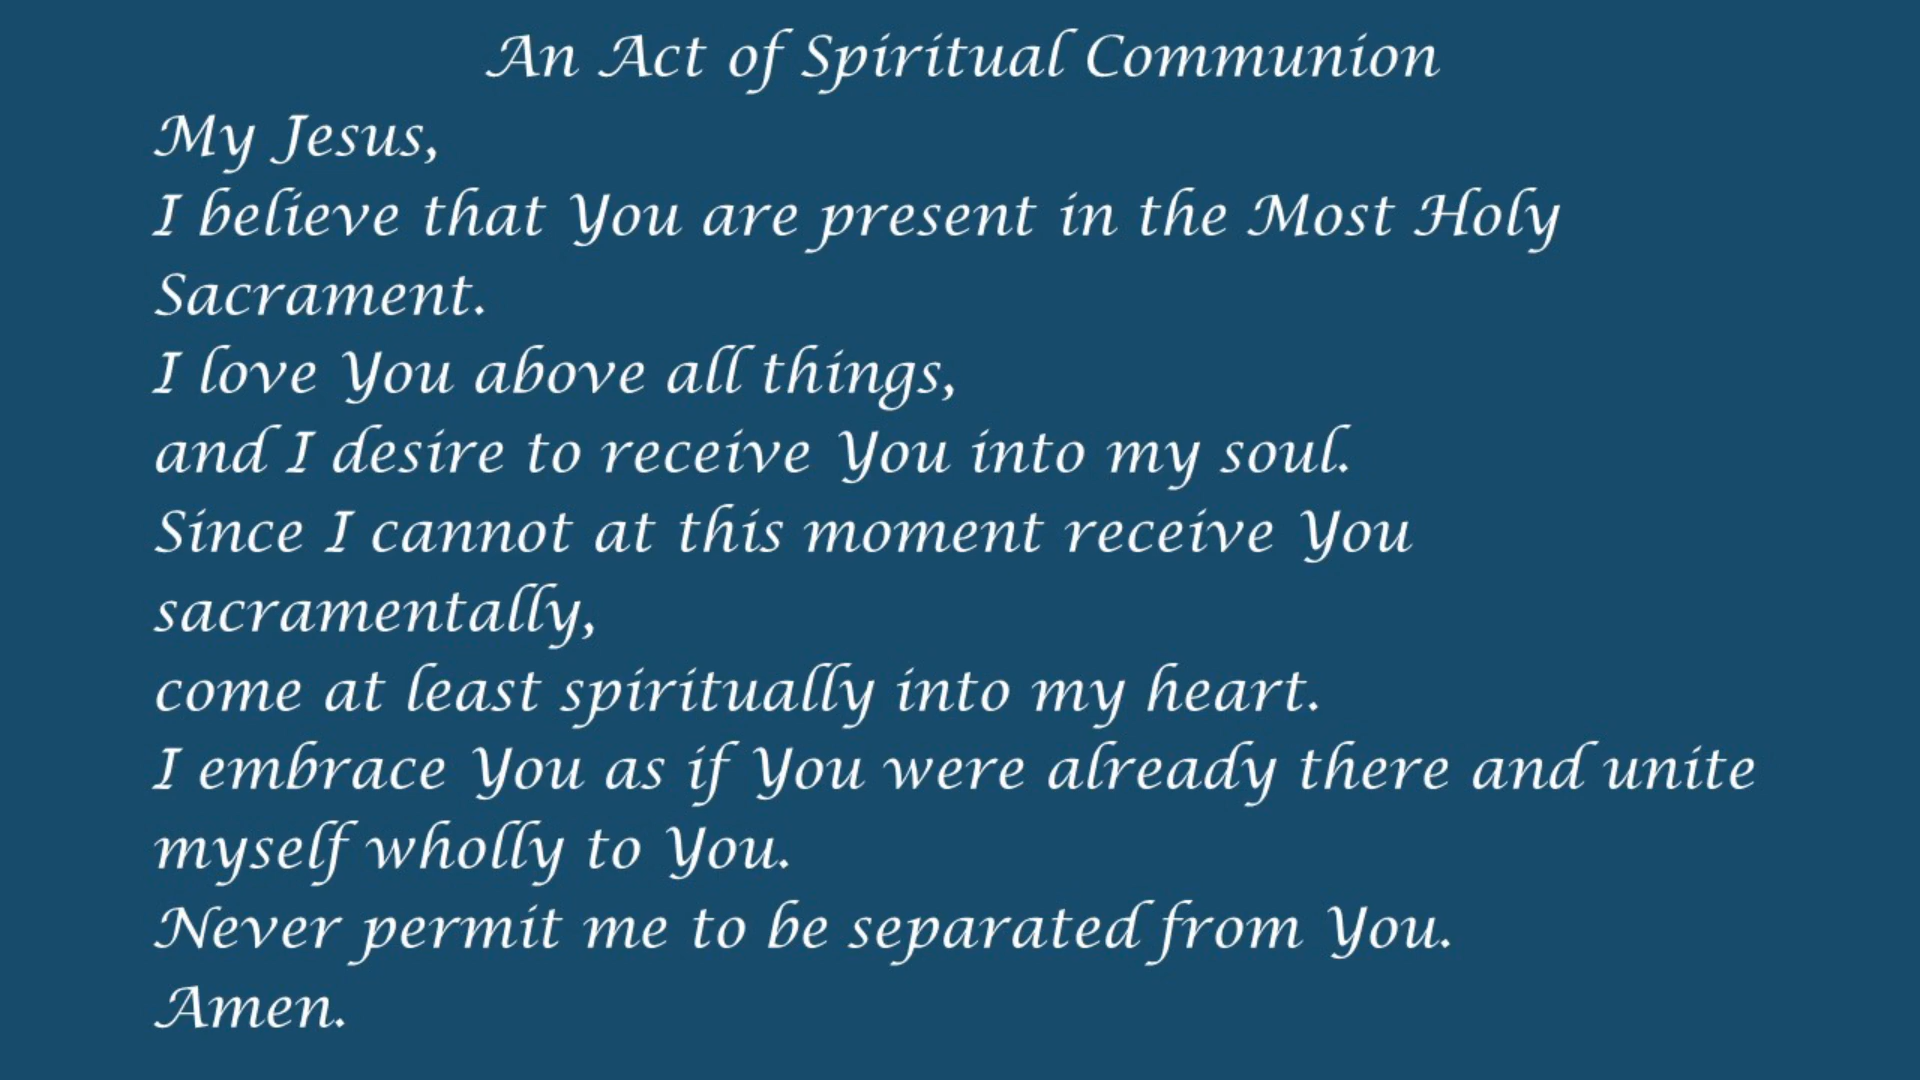 An Act of Spiritual Communion
My Jesus,
I believe that You are present in the Most Holy
Sacrament.
I love You above all things,
and I desire to receive You into my soul.
Since I cannot at this moment receive You
sacramentally,
come at least spiritually into my heart.
I embrace You as if You were already there and unite
myself wholly to You.
Never permit me to be separated from You.
Amen.